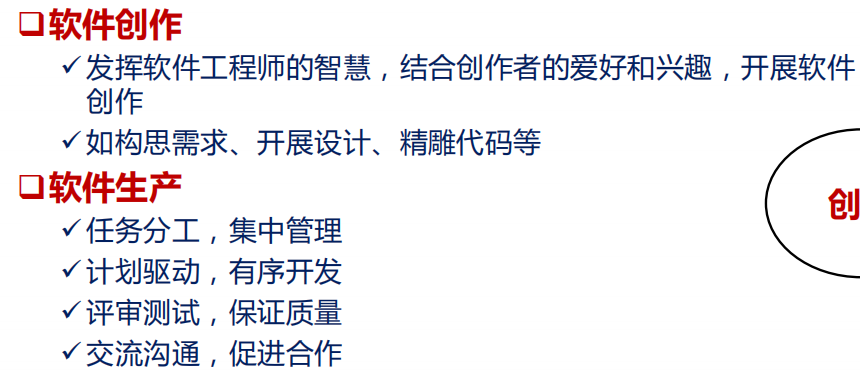 软件创作
发挥软件工程师的智慧，结合创作者的爱好和兴趣，开展软件
创作
如构思需求、开展设计、精雕代码等
软件生产
任务分工，集中管理
计划驱动，有序开发
评审测试，保证质量
交流沟通，促进合作
创